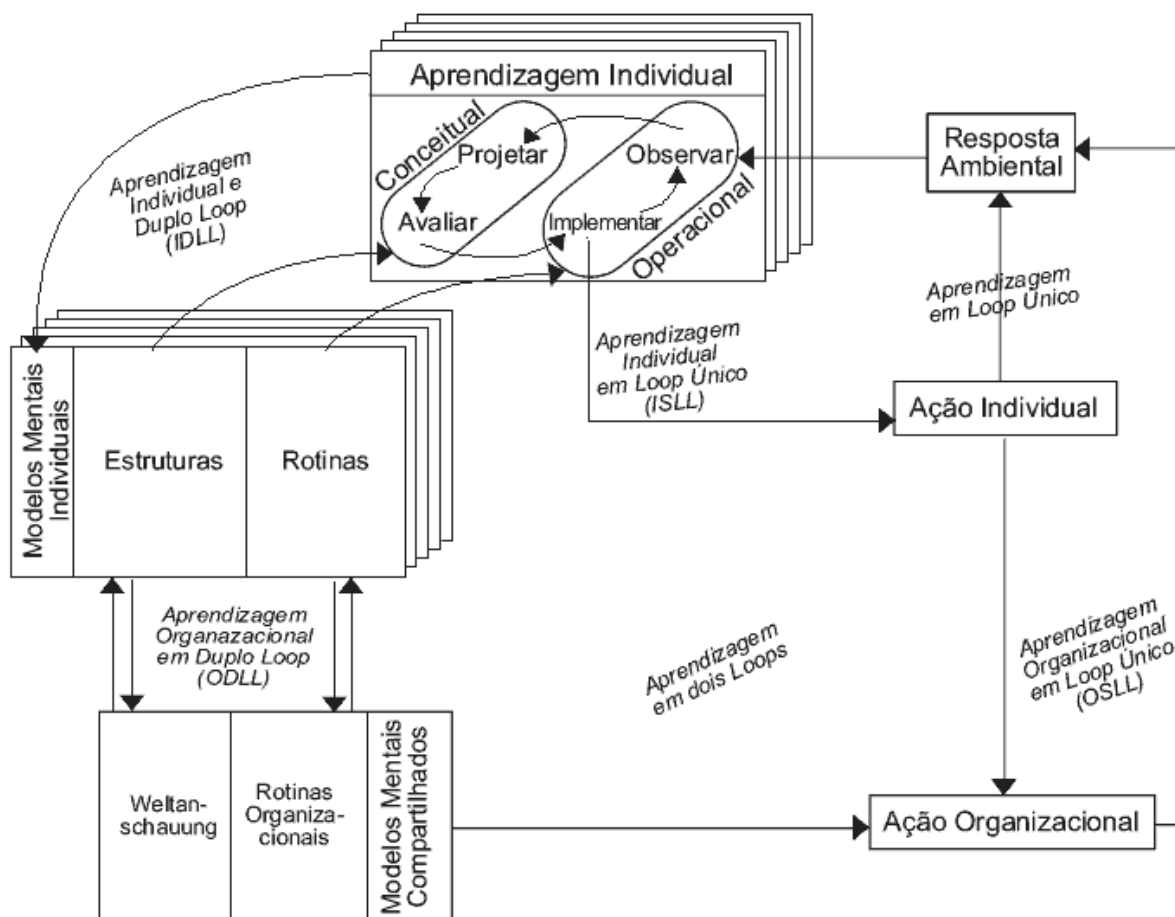 Aprendizagem Individual
Conceitual
Projetar
Avaliar
Observar
Implementar
Operacional
Resposta
Ambiental
Aprendizagem
Individual e
Duplo Loop
(IDLL)
Aprendizagem
em Loop Único
Aprendizagem
Individual
em Loop Único
(ISLL)
Ação Individual
Modelos Mentais
Individuais
Estruturas
Rotinas
Aprendizagem
Organazacional
em Duplo Loop
(ODLL)
Aprendizagem
em dois Loops
Aprendizagem
Organizacional
em Loop Único
(OSLL)
Weltan-
schauung
Rotinas
Organiza-
cionais
Modelos Mentais
Compartilhados
Ação Organizacional